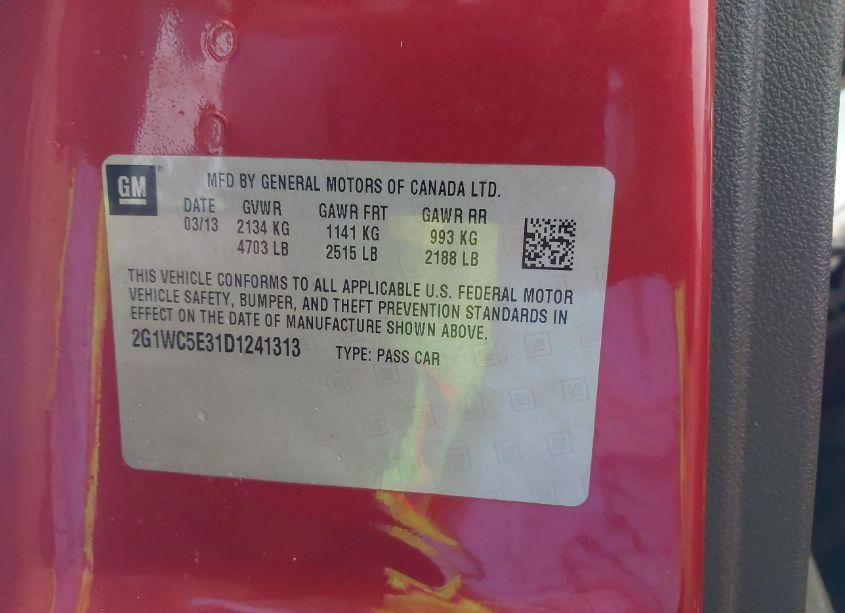 GM
MFD BY GENERAL MOTORS OF CANADA LTD.
DATE GVWR GAWR FRT GAWR RR
03/13 2134 KG 1141 KG 993 KG
4703 LB 2515 LB 2188 LB
THIS VEHICLE CONFORMS TO ALL APPLICABLE U.S. FEDERAL MOTOR
VEHICLE SAFETY, BUMPER, AND THEFT PREVENTION STANDARDS IN
EFFECT ON THE DATE OF MANUFACTURE SHOWN ABOVE.
2G1WC5E31D1241313 TYPE: PASS CAR